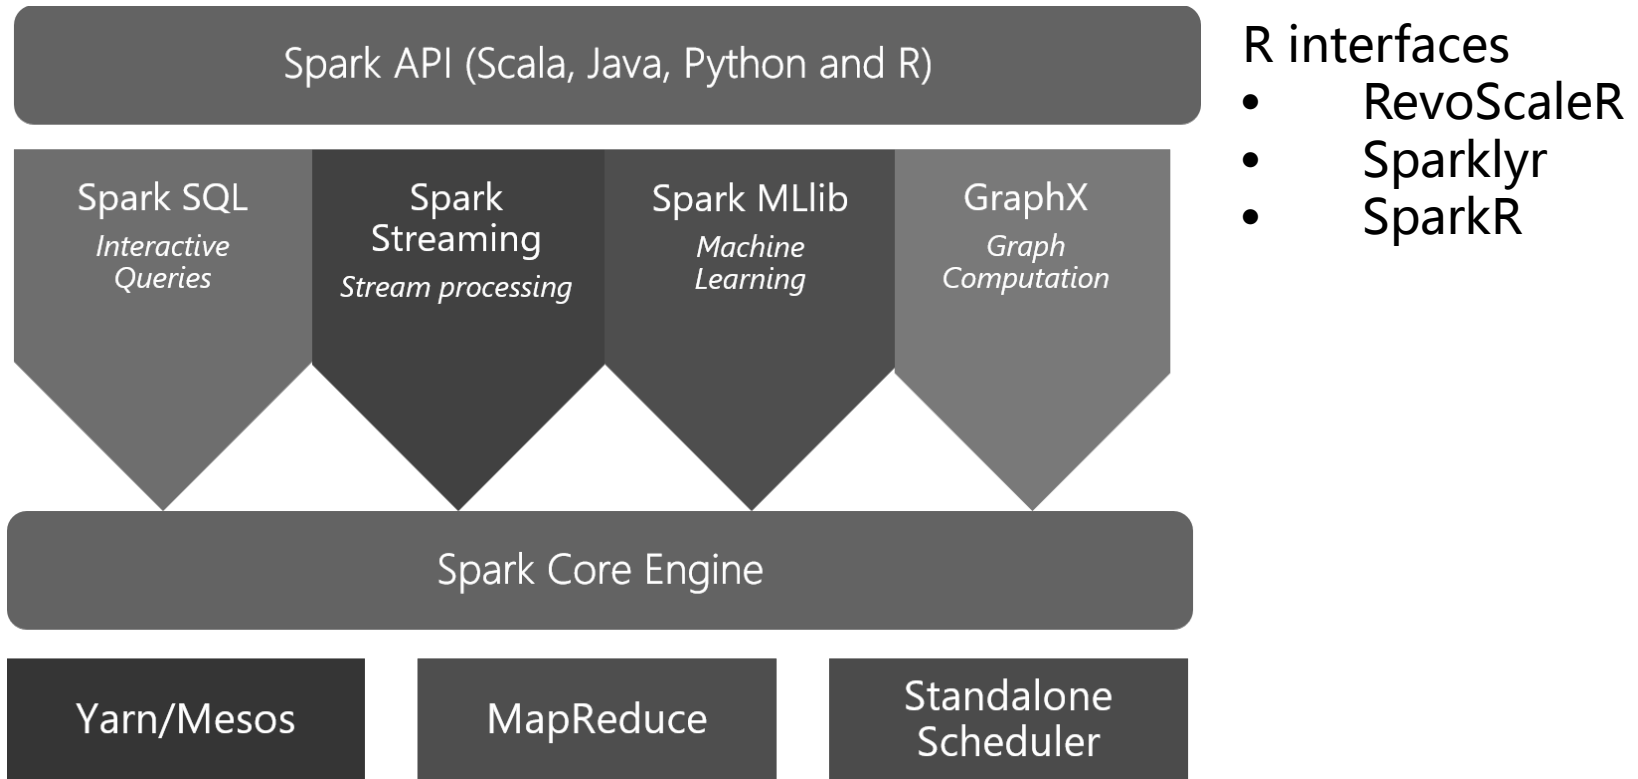 Spark API (Scala, Java, Python and R)
R interfaces
• RevoScaleR
• Sparklyr
• SparkR
Spark SQL
Interactive
Queries
Spark
Streaming
Stream processing
Spark MLlib
Machine
Learning
GraphX
Graph
Computation
Spark Core Engine
Yarn/Mesos
MapReduce
Standalone
Scheduler